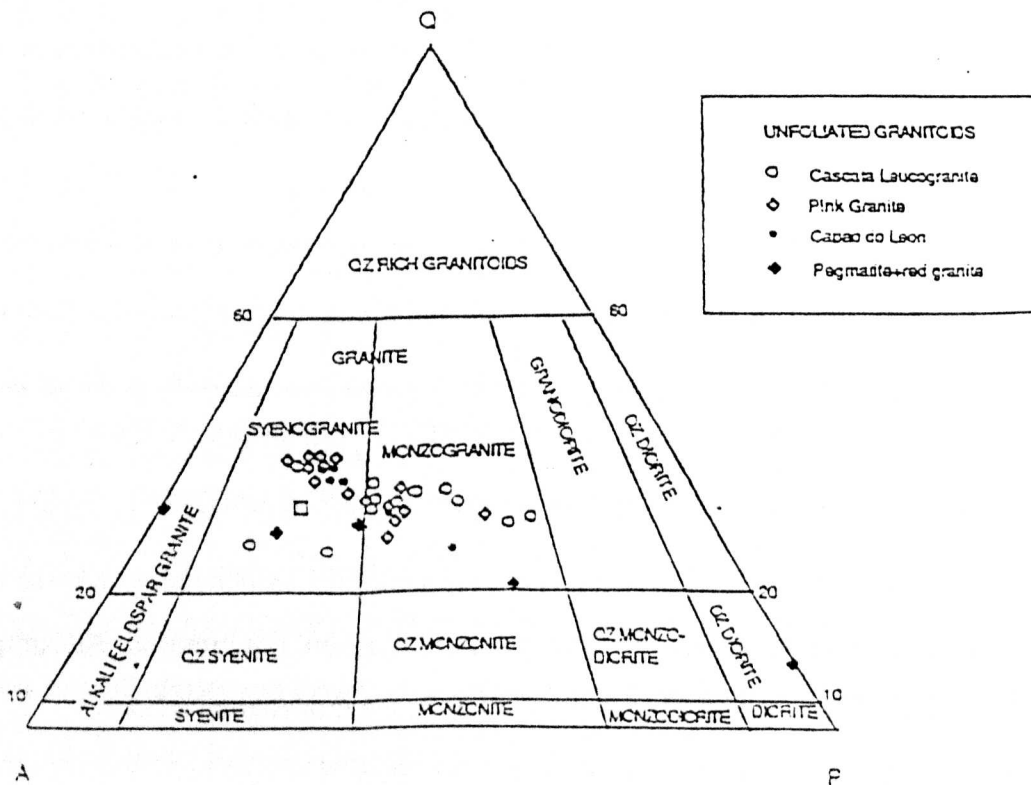 Q
UNFOLIATED GRANITOIDS
Cascata Leucogranite
Pink Granite
Capao do Leon
Pegmatite+red granite
QZ RICH GRANITOIDS
60
60
GRANITE
GRANODIORITE
SYENOGRANITE
MONZOGRANITE
QZ DIORITE
ALKALI FELDSPAR GRANITE
20
20
QZ SYENITE
QZ MONZONITE
QZ MONZO-
DIORITE
QZ DIORITE
10
10
SYENITE
MONZONITE
MONZODIORITE
DIORITE
A
P